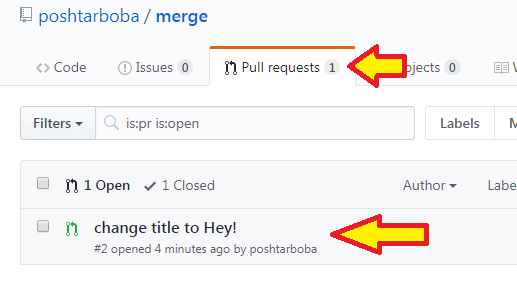 poshtarboba / merge
Code Issues 0 Pull requests 1 ojects 0
Filters is:pr is:open Labels M
1 Open 1 Closed Author Labe
change title to Hey!
#2 opened 4 minutes ago by poshtarboba